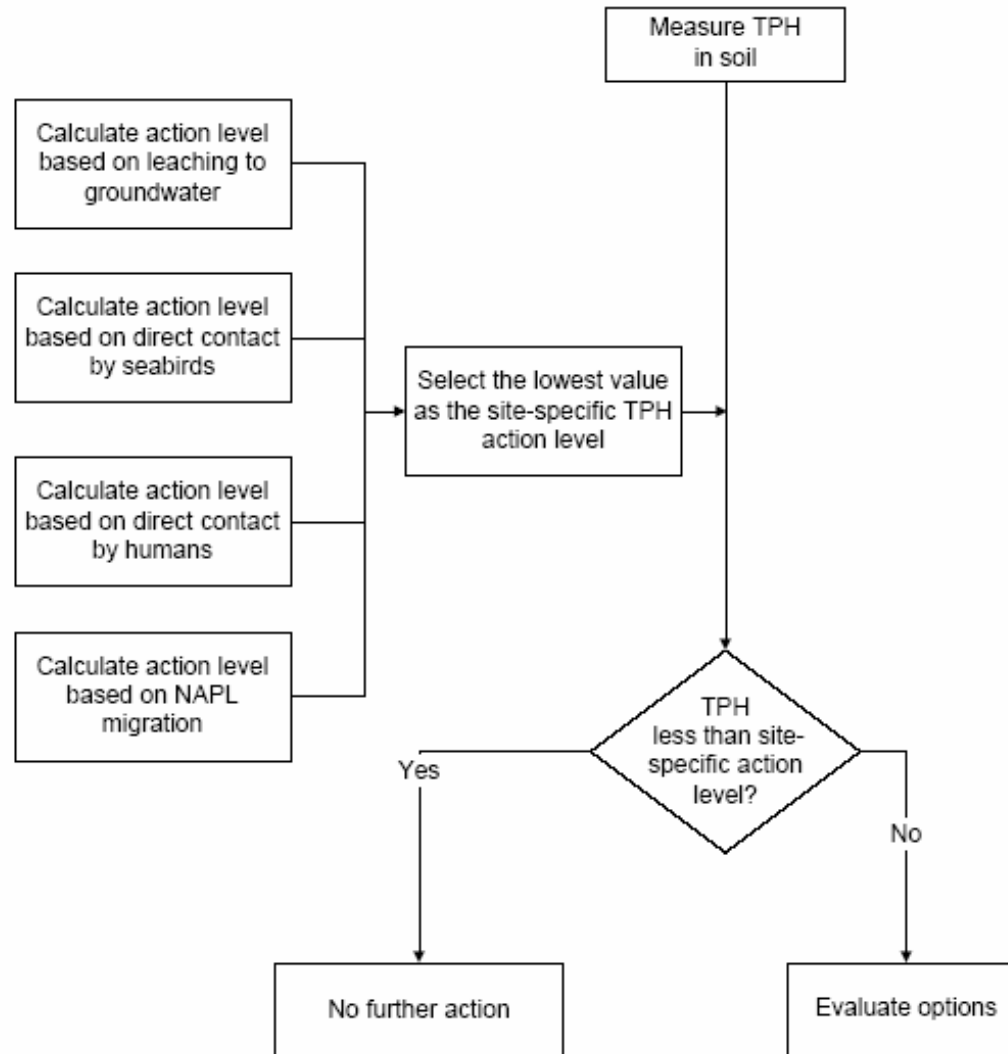 Measure TPH
in soil
Calculate action level
based on leaching to
groundwater
Calculate action level
based on direct contact
by seabirds
Select the lowest value
as the site-specific TPH
action level
Calculate action level
based on direct contact
by humans
Calculate action level
based on NAPL
migration
TPH
less than site-
specific action
level?
Yes
No
No further action
Evaluate options